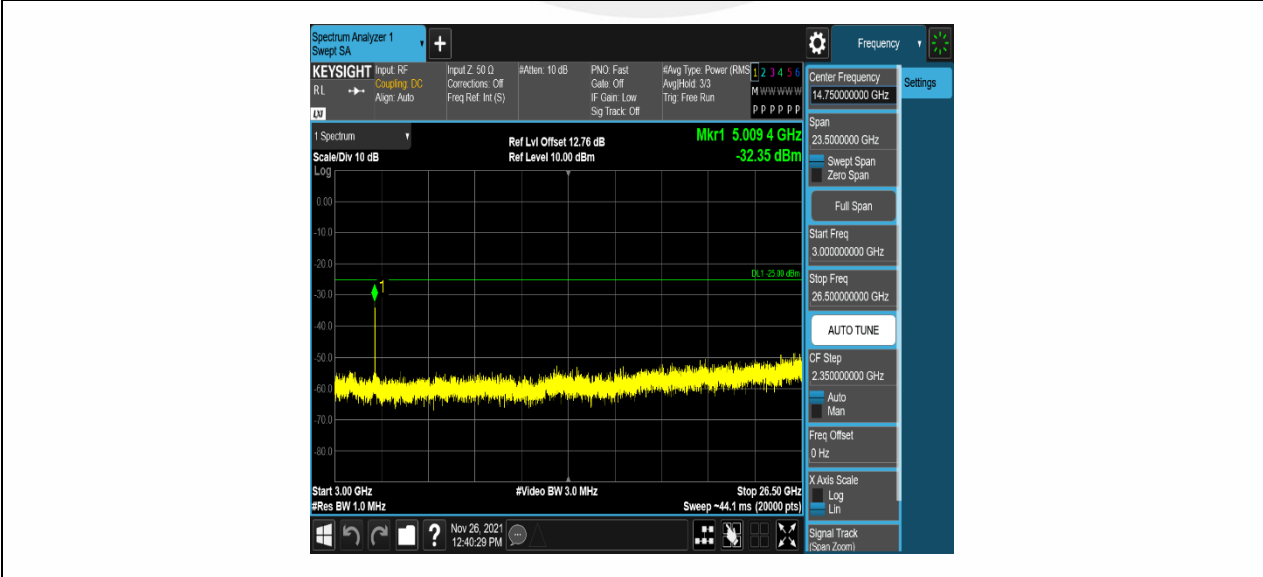 Spectrum Analyzer 1
Swept SA
Frequency
KEYSIGHT
RL
LXI
Input: RF
Coupling: DC
Align: Auto
Input Z: 50 Ω
Corrections: Off
Freq Ref: Int (S)
#Atten: 10 dB
PNO: Fast
Gate: Off
IF Gain: Low
Sig Track: Off
#Avg Type: Power (RMS
Avg|Hold: 3/3
Trig: Free Run
1 2 3 4 5 6
M W W W W W
P P P P P P
1 Spectrum
Scale/Div 10 dB
Log
Ref Lvl Offset 12.76 dB
Ref Level 10.00 dBm
Mkr1 5.009 4 GHz
-32.35 dBm
0.00
-10.0
-20.0
DL1 -25.00 dBm
1
-30.0
-40.0
-50.0
-60.0
-70.0
-80.0
Start 3.00 GHz
#Res BW 1.0 MHz
#Video BW 3.0 MHz
Stop 26.50 GHz
Sweep ~44.1 ms (20000 pts)
Nov 26, 2021
12:40:29 PM
Center Frequency
14.750000000 GHz
Settings
Span
23.5000000 GHz
Swept Span
Zero Span
Full Span
Start Freq
3.000000000 GHz
Stop Freq
26.500000000 GHz
AUTO TUNE
CF Step
2.350000000 GHz
Auto
Man
Freq Offset
0 Hz
X Axis Scale
Log
Lin
Signal Track
(Span Zoom)